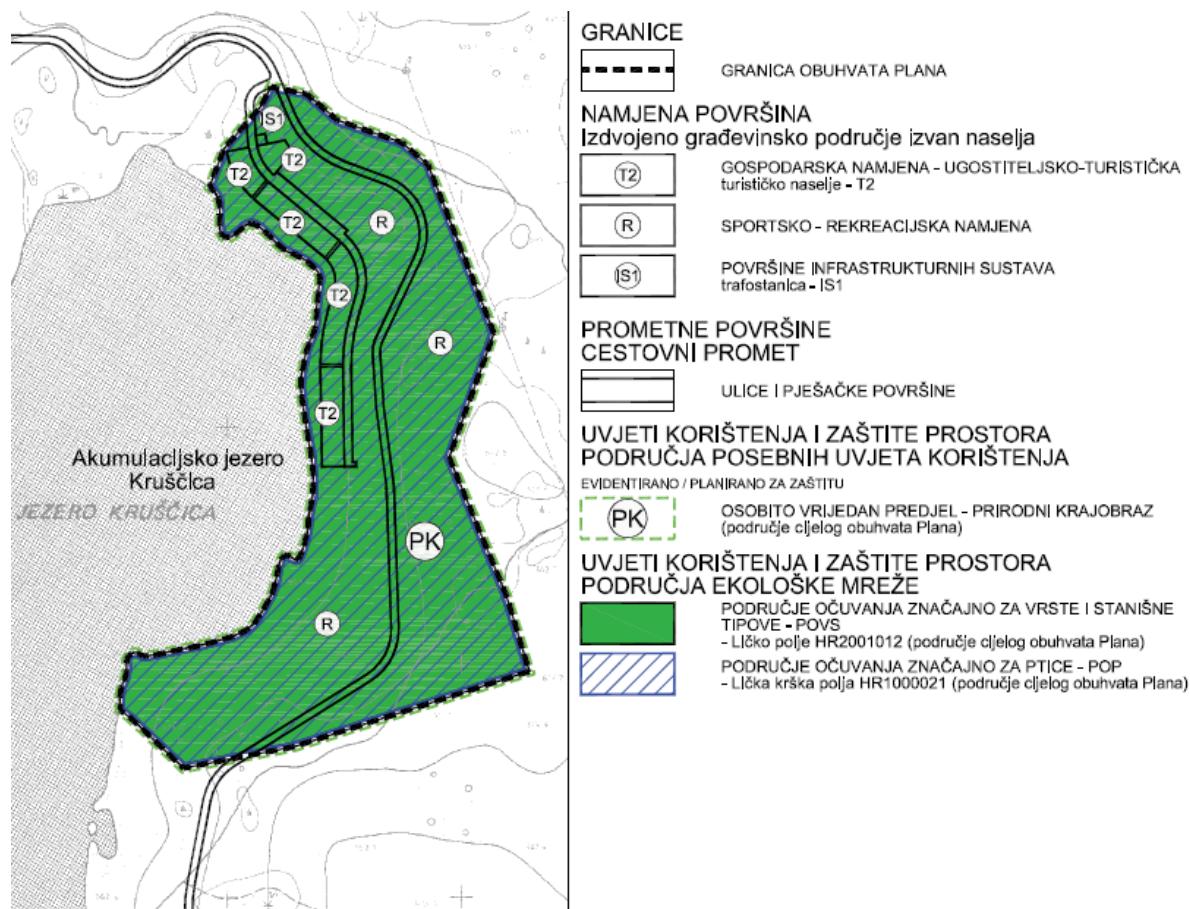 IS1
T2
T2
T2
R
T2
R
T2
Akumulacijsko jezero
Kruščica
JEZERO KRUŠČICA
PK
R
GRANICE
GRANICA OBUHVATA PLANA
NAMJENA POVRŠINA
Izdvojeno građevinsko područje izvan naselja
T2
GOSPODARSKA NAMJENA - UGOSTITELJSKO-TURISTIČKA
turističko naselje - T2
R
SPORTSKO - REKREACIJSKA NAMJENA
IS1
POVRŠINE INFRASTRUKTURNIH SUSTAVA
trafostanica - IS1
PROMETNE POVRŠINE
CESTOVNI PROMET
ULICE I PJEŠAČKE POVRŠINE
UVJETI KORIŠTENJA I ZAŠTITE PROSTORA
PODRUČJA POSEBNIH UVJETA KORIŠTENJA
EVIDENTIRANO / PLANIRANO ZA ZAŠTITU
PK
OSOBITO VRIJEDAN PREDJEL - PRIRODNI KRAJOBRAZ
(područje cijelog obuhvata Plana)
UVJETI KORIŠTENJA I ZAŠTITE PROSTORA
PODRUČJA EKOLOŠKE MREŽE
PODRUČJE OČUVANJA ZNAČAJNO ZA VRSTE I STANIŠNE
TIPOVE - POVS
- Ličko polje HR2001012 (područje cijelog obuhvata Plana)
PODRUČJE OČUVANJA ZNAČAJNO ZA PTICE - POP
- Lička krška polja HR1000021 (područje cijelog obuhvata Plana)